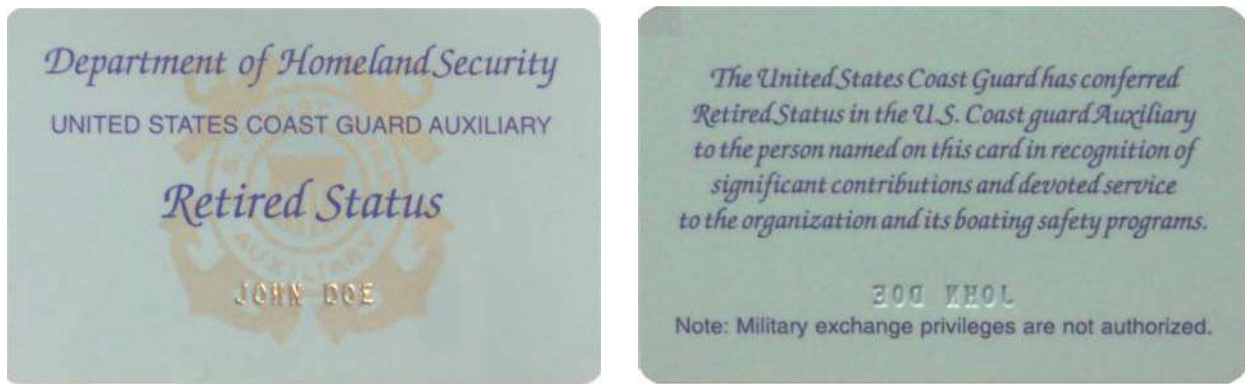 Department of Homeland Security
UNITED STATES COAST GUARD AUXILIARY
Retired Status
AUXILIARY
JOHN DOE
The United States Coast Guard has conferred
Retired Status in the U.S. Coast guard Auxiliary
to the person named on this card in recognition of
significant contributions and devoted service
to the organization and its boating safety programs.
JOHN DOE
Note: Military exchange privileges are not authorized.